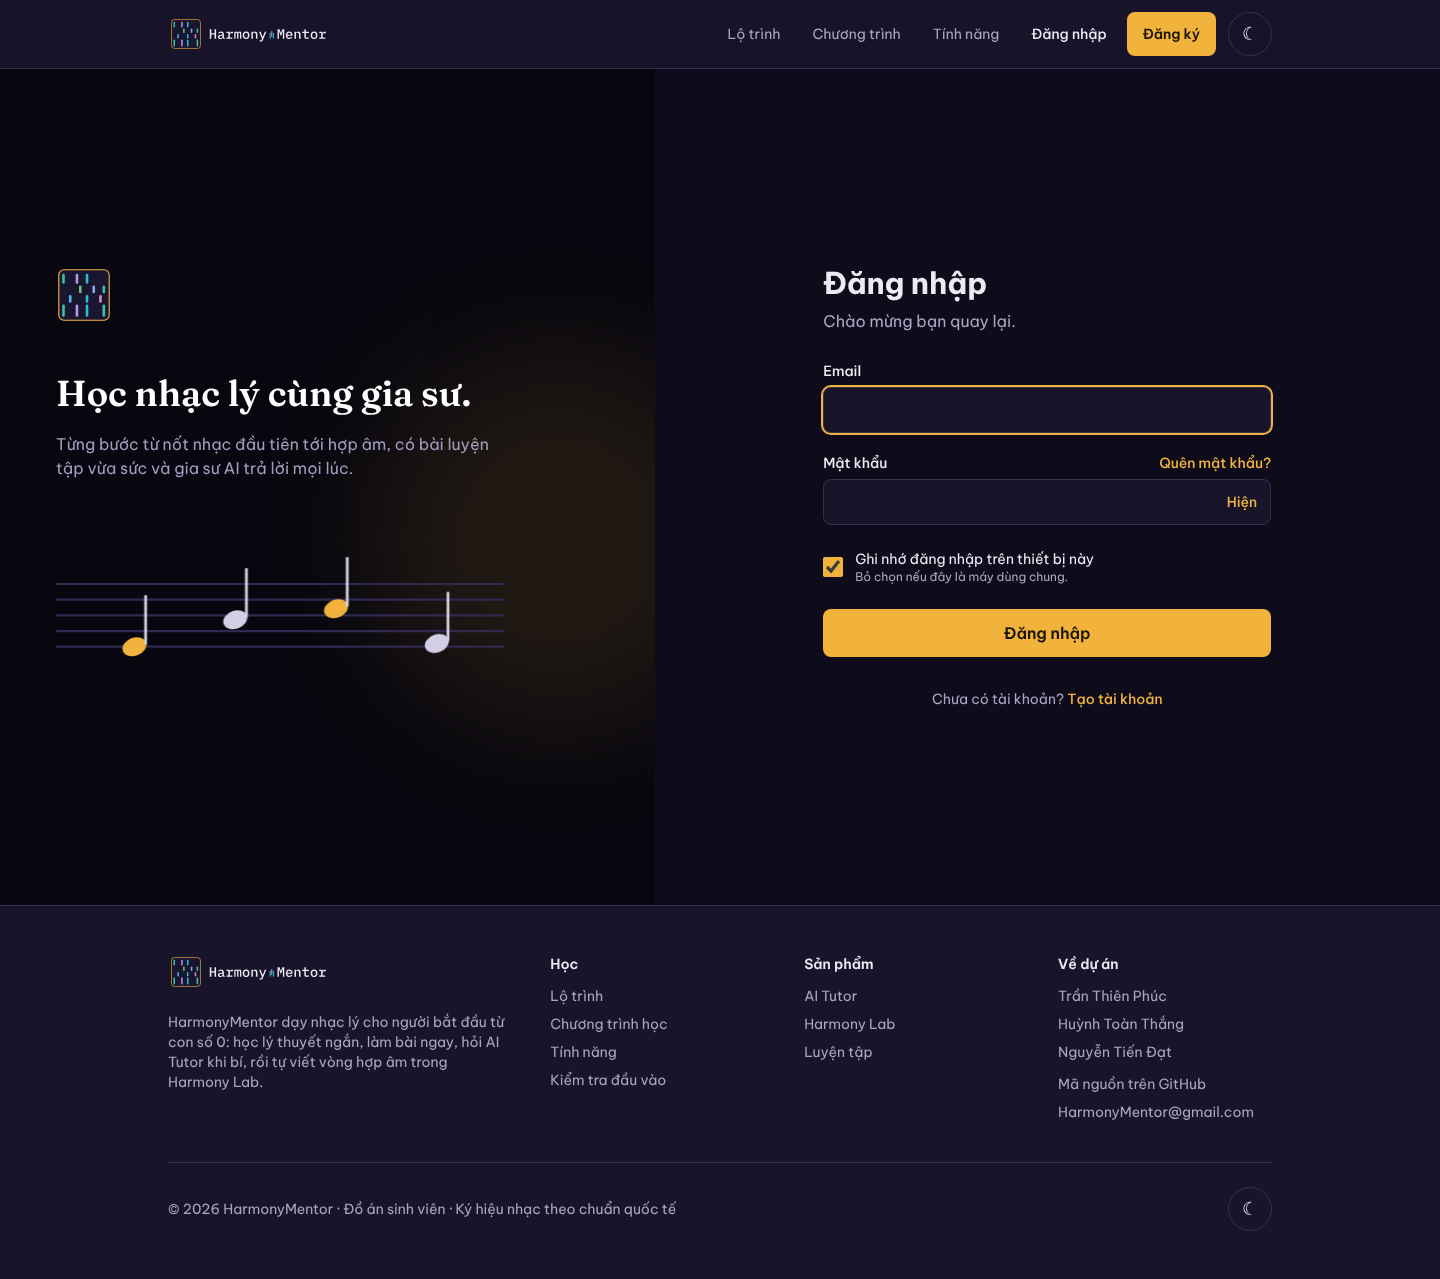 Harmony Mentor
Lộ trình
Chương trình
Tính năng
Đăng nhập
Đăng ký
Học nhạc lý cùng gia sư.
Từng bước từ nốt nhạc đầu tiên tới hợp âm, có bài luyện
tập vừa sức và gia sư AI trả lời mọi lúc.
Đăng nhập
Chào mừng bạn quay lại.
Email
Mật khẩu
Quên mật khẩu?
Hiện
Ghi nhớ đăng nhập trên thiết bị này
Bỏ chọn nếu đây là máy dùng chung.
Đăng nhập
Chưa có tài khoản? Tạo tài khoản
Harmony Mentor
HarmonyMentor dạy nhạc lý cho người bắt đầu từ
con số 0: học lý thuyết ngắn, làm bài ngay, hỏi AI
Tutor khi bí, rồi tự viết vòng hợp âm trong
Harmony Lab.
Học
Lộ trình
Chương trình học
Tính năng
Kiểm tra đầu vào
Sản phẩm
AI Tutor
Harmony Lab
Luyện tập
Về dự án
Trần Thiên Phúc
Huỳnh Toàn Thắng
Nguyễn Tiến Đạt
Mã nguồn trên GitHub
HarmonyMentor@gmail.com
© 2026 HarmonyMentor · Đồ án sinh viên · Ký hiệu nhạc theo chuẩn quốc tế